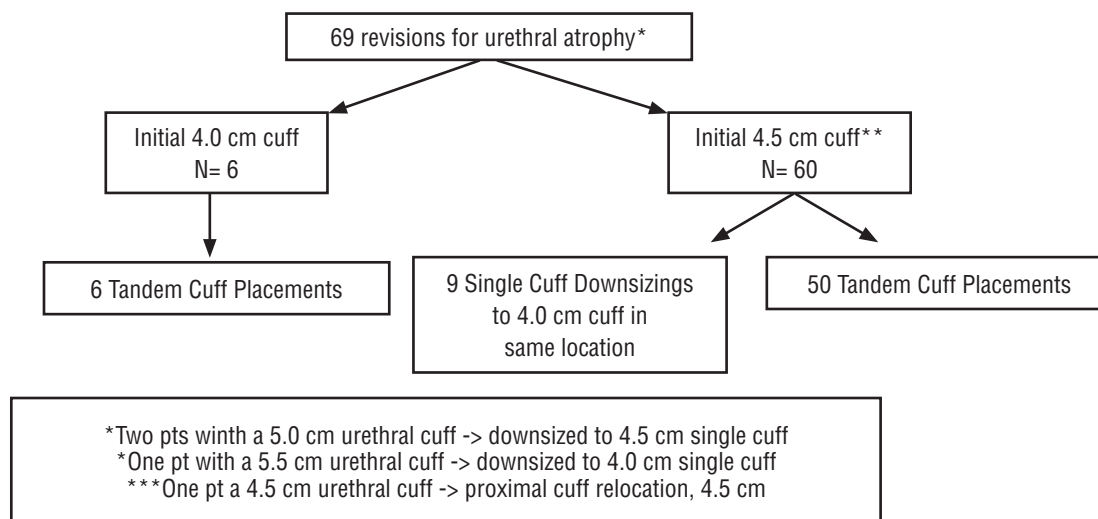 69 revisions for urethral atrophy*
Initial 4.0 cm cuff
N= 6
Initial 4.5 cm cuff**
N= 60
6 Tandem Cuff Placements
9 Single Cuff Downsizings
to 4.0 cm cuff in
same location
50 Tandem Cuff Placements
*Two pts winth a 5.0 cm urethral cuff -> downsized to 4.5 cm single cuff
*One pt with a 5.5 cm urethral cuff -> downsized to 4.0 cm single cuff
***One pt a 4.5 cm urethral cuff -> proximal cuff relocation, 4.5 cm